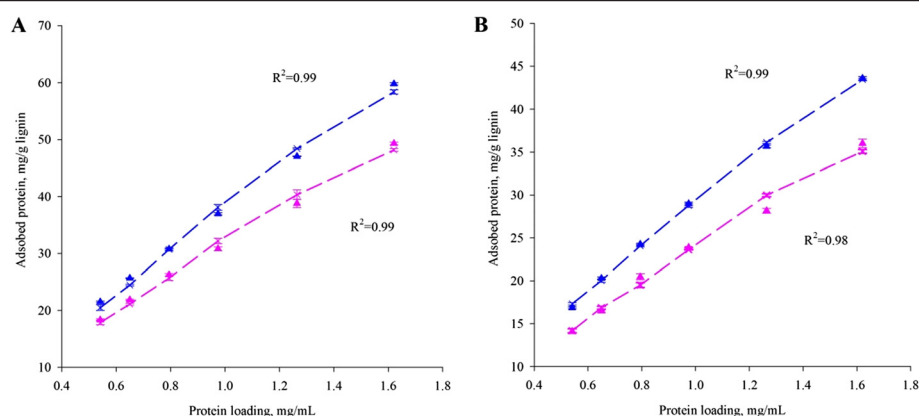 A
70
60
50
40
30
20
10
Adsobed protein, mg/g lignin
R²=0.99
R²=0.99
0.4 0.6 0.8 1.0 1.2 1.4 1.6 1.8
Protein loading, mg/mL
B
50
45
40
35
30
25
20
15
10
Adsobed protein, mg/g lignin
R²=0.99
R²=0.98
0.4 0.6 0.8 1.0 1.2 1.4 1.6 1.8
Protein loading, mg/mL